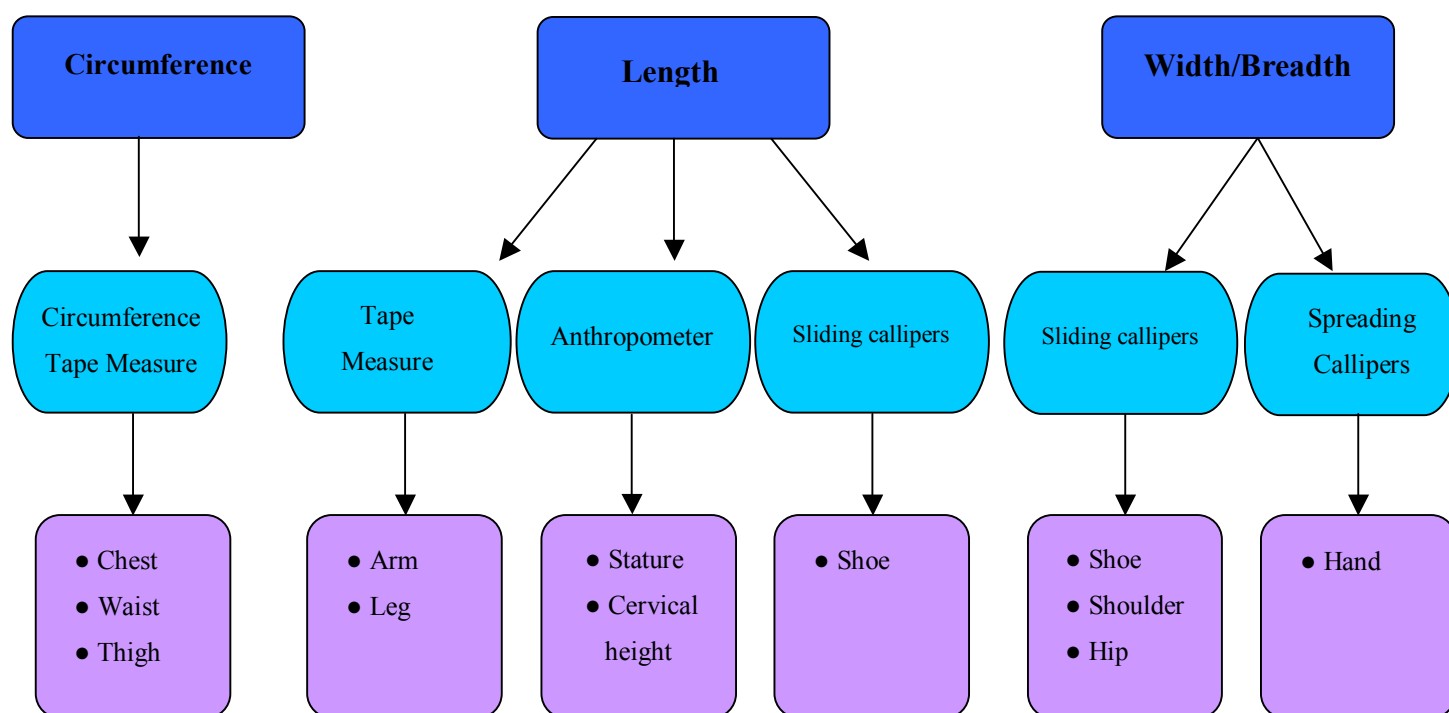 Circumference
Length
Width/Breadth
Circumference
Tape Measure
Tape
Measure
Anthropometer
Sliding callipers
Sliding callipers
Spreading
Callipers
● Chest
● Waist
● Thigh
● Arm
● Leg
● Stature
● Cervical
height
● Shoe
● Shoe
● Shoulder
● Hip
● Hand